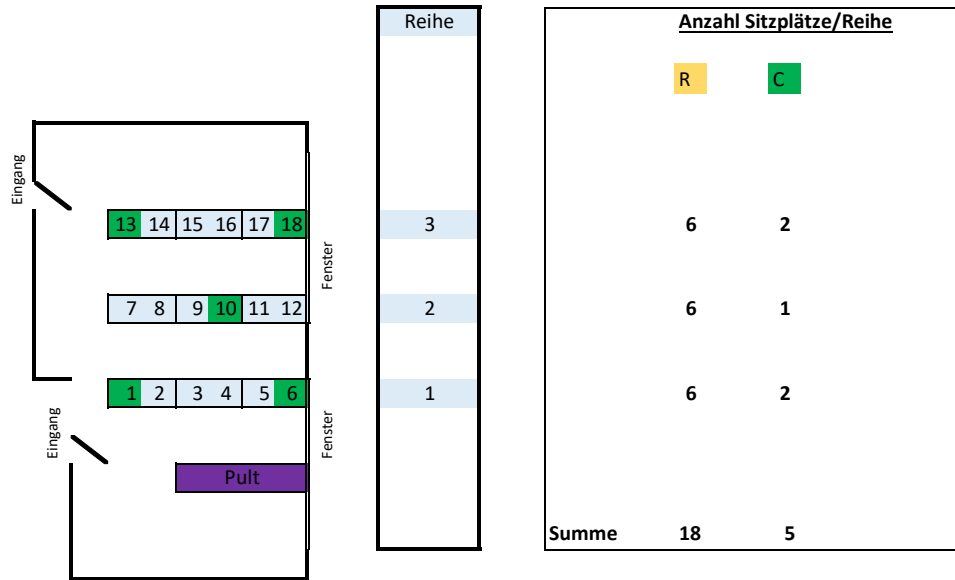 Reihe
Anzahl Sitzplätze/Reihe
R C
Eingang
13 14 15 16 17 18
3
6 2
Fenster
7 8 9 10 11 12
2
6 1
1 2 3 4 5 6
1
6 2
Eingang
Fenster
Pult
Summe 18 5